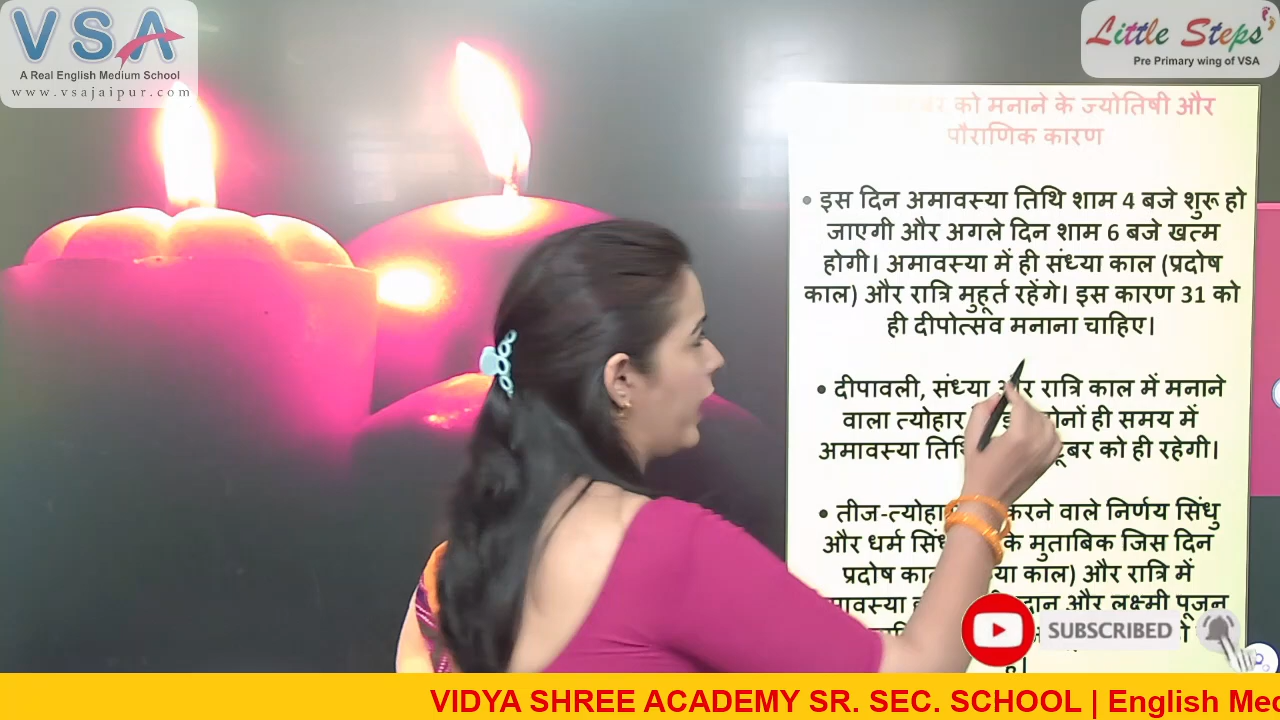 VSA
A Real English Medium School
www.vsajaipur.com
Little Steps
Pre Primary wing of VSA
को मनाने के ज्योतिषी और
पौराणिक कारण
• इस दिन अमावस्या तिथि शाम 4 बजे शुरू हो
जाएगी और अगले दिन शाम 6 बजे खत्म
होगी। अमावस्या में ही संध्या काल (प्रदोष
काल) और रात्रि मुहूर्त रहेंगे। इस कारण 31 को
ही दीपोत्सव मनाना चाहिए।
• दीपावली, संध्या और रात्रि काल में मनाने
वाला त्योहार ही समय में
अमावस्या को ही रहेगी।
• करने वाले निर्णय सिंधु
और धर्म के मुताबिक जिस दिन
प्रदोष काल) और रात्रि में
और लक्ष्मी पूजन
SUBSCRIBED
VIDYA SHREE ACADEMY SR. SEC. SCHOOL | English